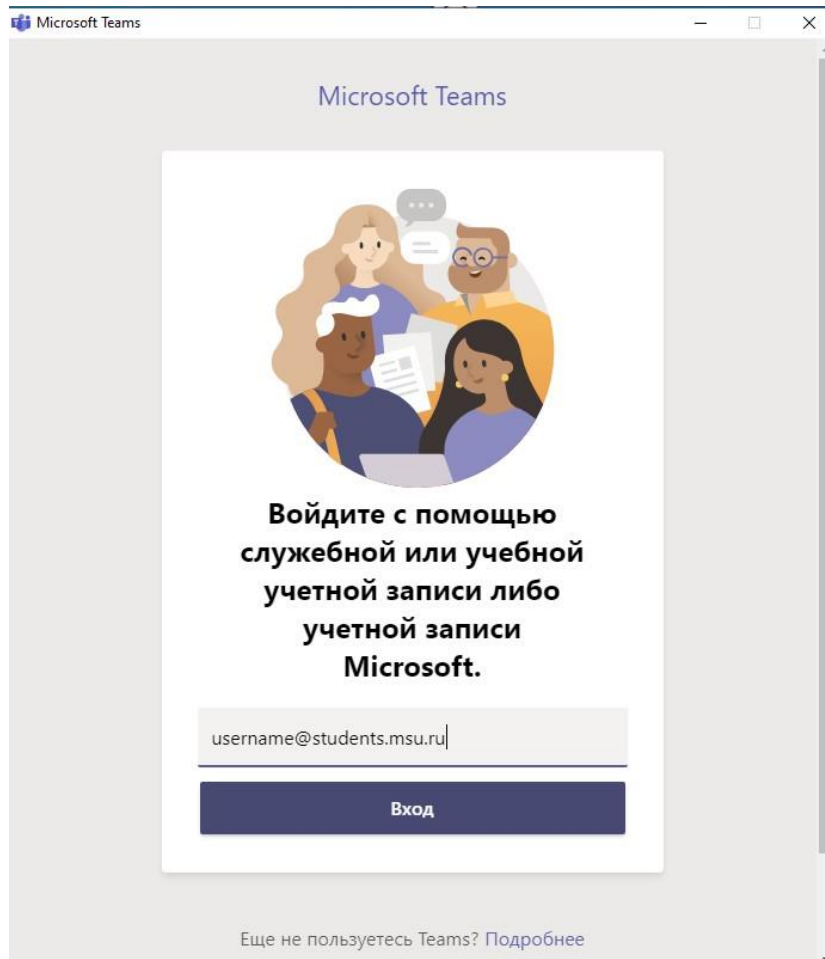 Microsoft Teams
Microsoft Teams
Войдите с помощью
служебной или учебной
учетной записи либо
учетной записи
Microsoft.
username@students.msu.ru
Вход
Еще не пользуетесь Teams? Подробнее